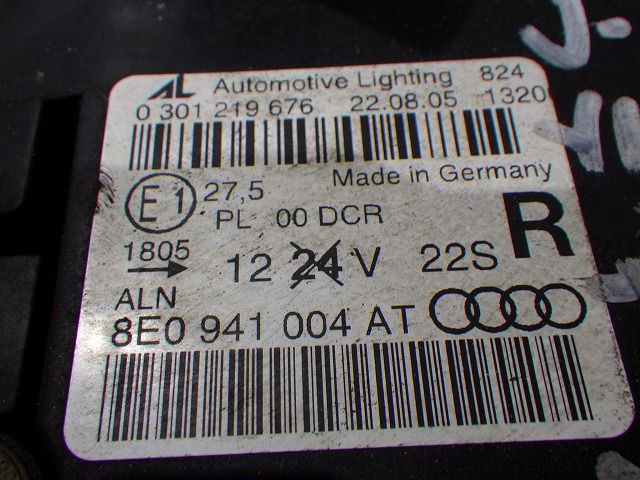 AL Automotive Lighting 824
0 301 219 676 22.08.05 1320
Made in Germany
E1 27,5
PL 00 DCR R
1805
12 24 V 22S
ALN
8E0 941 004 AT